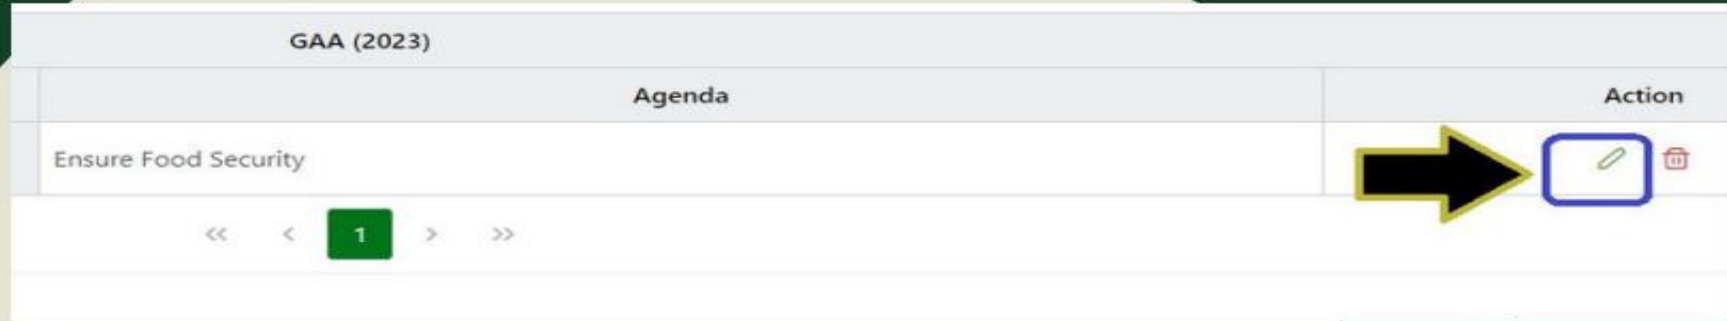 GAA (2023)
Agenda Action
Ensure Food Security
<< < 1 > >>